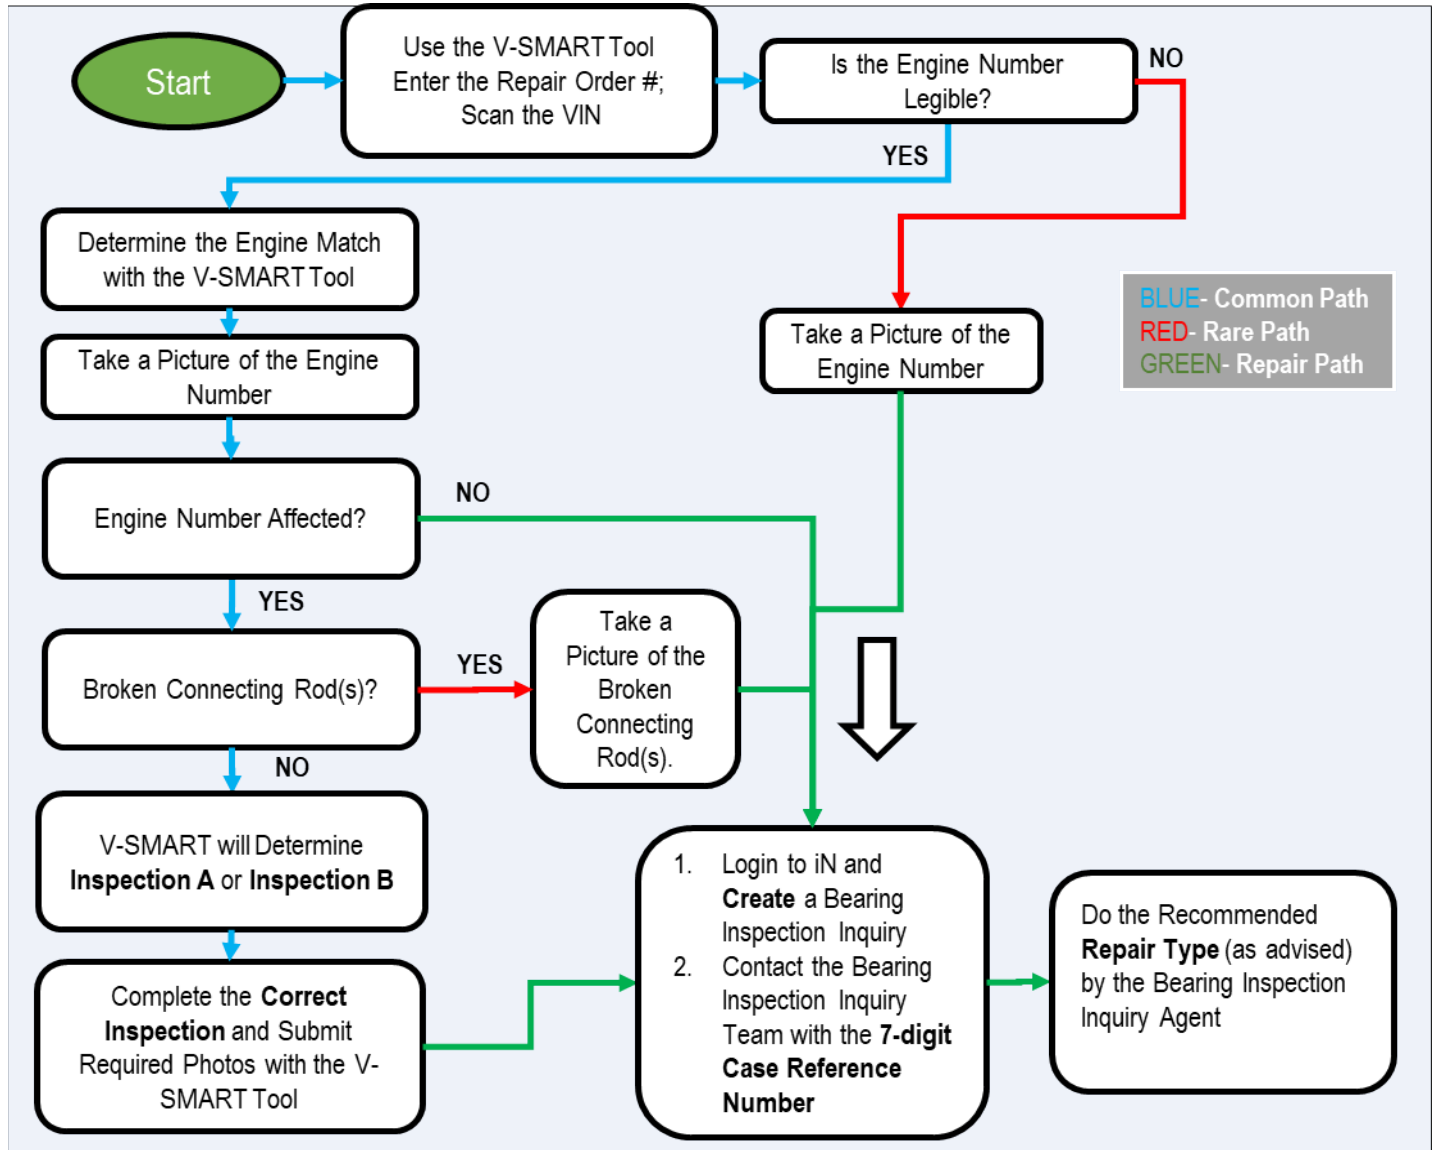 Start
Use the V-SMART Tool
Enter the Repair Order #;
Scan the VIN
Is the Engine Number
Legible?
NO
YES
Determine the Engine Match
with the V-SMART Tool
Take a Picture of the Engine
Number
Take a Picture of the
Engine Number
BLUE- Common Path
RED- Rare Path
GREEN- Repair Path
Engine Number Affected?
NO
YES
Broken Connecting Rod(s)?
YES
Take a
Picture of the
Broken
Connecting
Rod(s).
NO
V-SMART will Determine
Inspection A or Inspection B
Complete the Correct
Inspection and Submit
Required Photos with the V-
SMART Tool
1. Login to iN and
Create a Bearing
Inspection Inquiry
2. Contact the Bearing
Inspection Inquiry
Team with the 7-digit
Case Reference
Number
Do the Recommended
Repair Type (as advised)
by the Bearing Inspection
Inquiry Agent